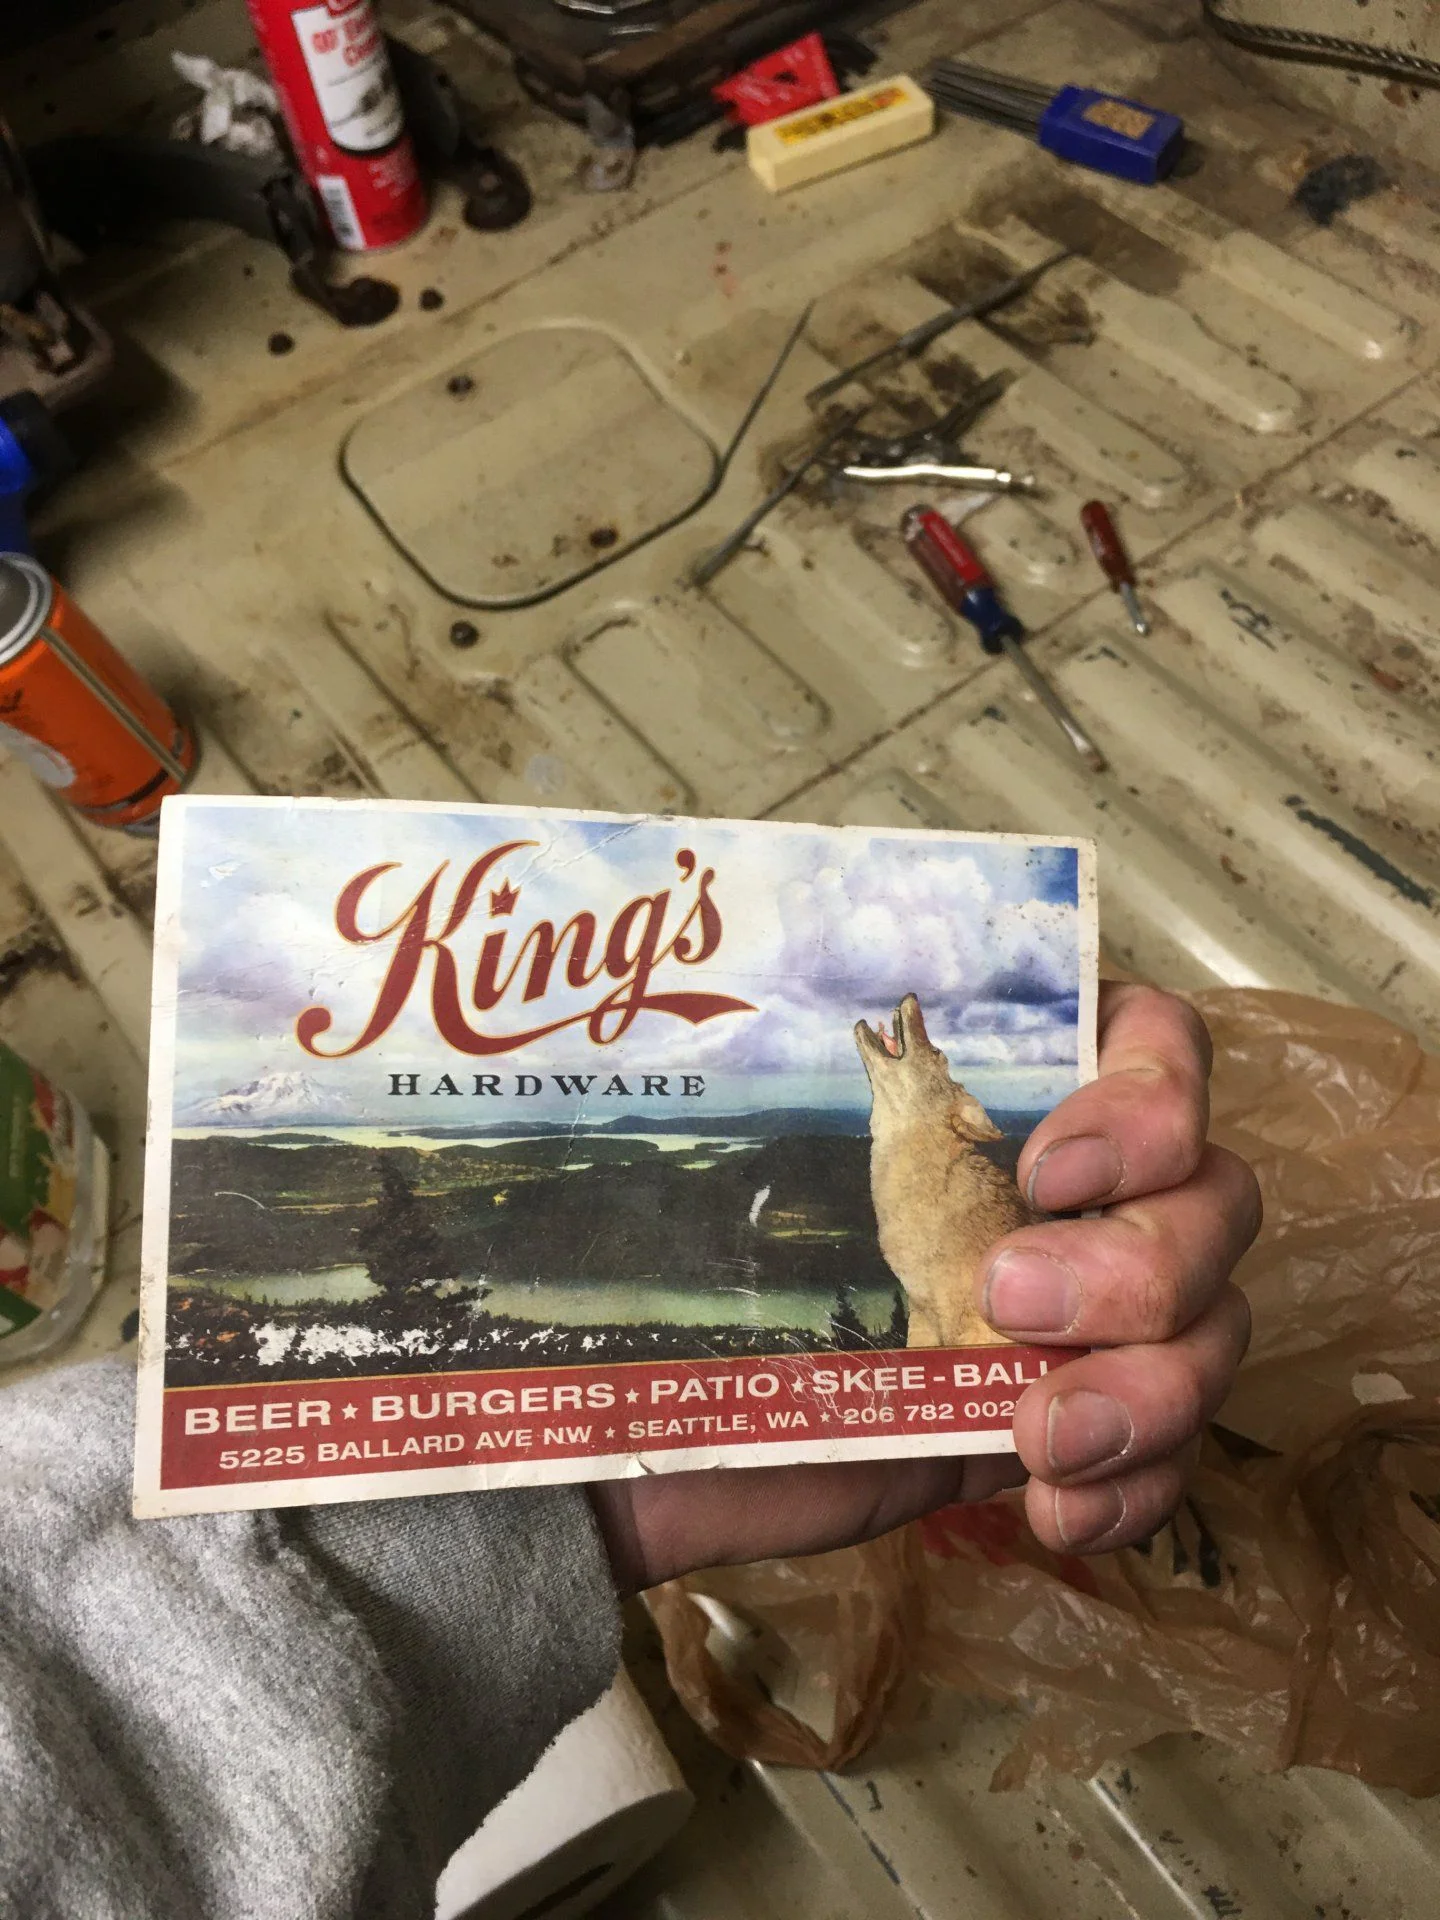 King's
HARDWARE
BEER ★ BURGERS ★ PATIO ★ SKEE-BALL
5225 BALLARD AVE NW ★ SEATTLE, WA ★ 206 782 002